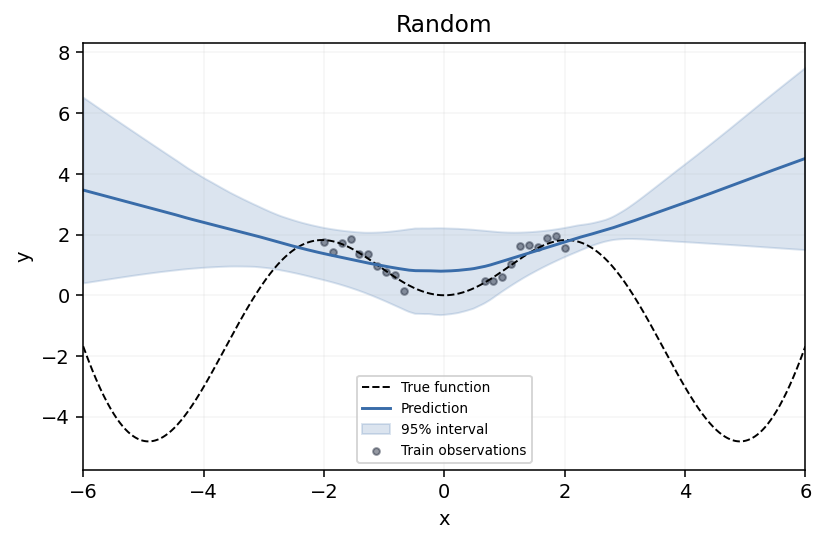 Random
8
6
4
2
0
−2
−4
y
True function
Prediction
95% interval
Train observations
−6 −4 −2 0 2 4 6
x